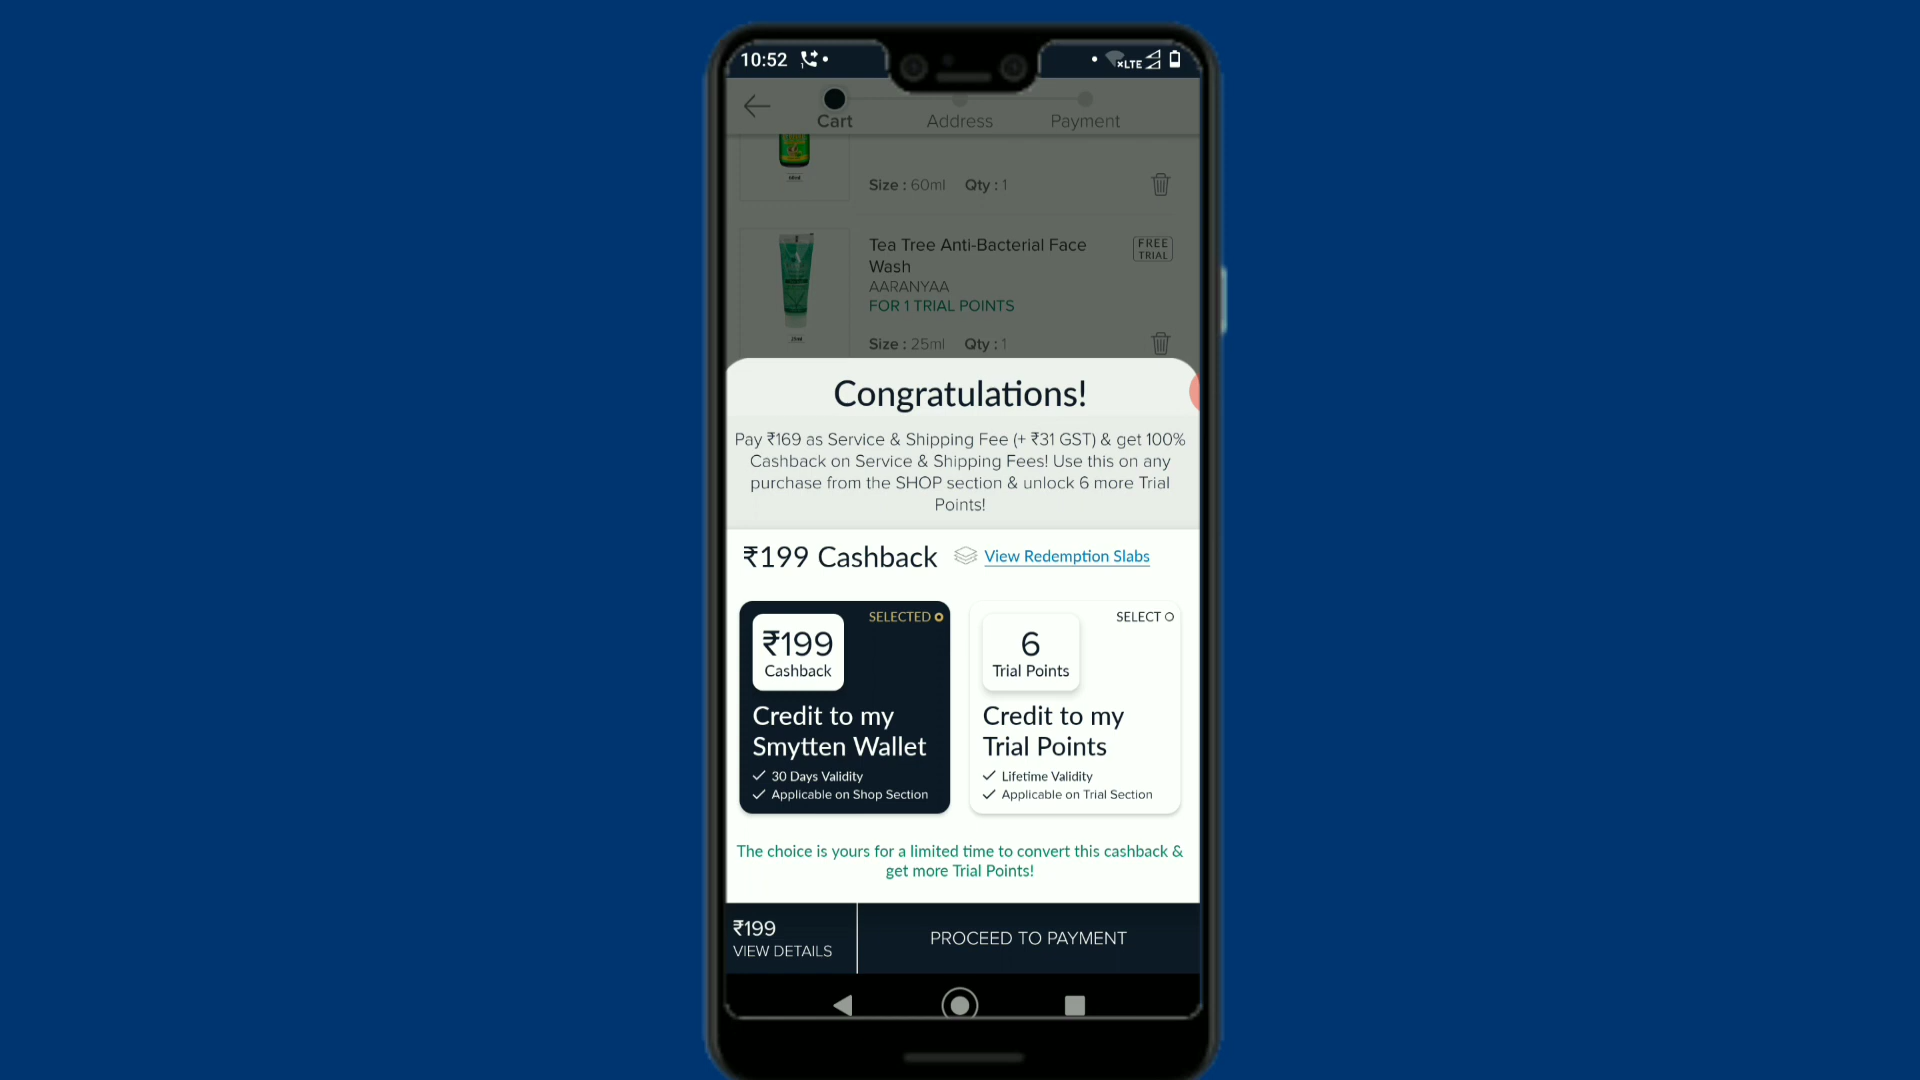 10:52
LTE
Cart
Address
Payment
Size : 60ml Qty : 1
Tea Tree Anti-Bacterial Face
Wash
FREE
TRIAL
AARANYAA
FOR 1 TRIAL POINTS
Size : 25ml Qty : 1
Congratulations!
Pay ₹169 as Service & Shipping Fee (+ ₹31 GST) & get 100%
Cashback on Service & Shipping Fees! Use this on any
purchase from the SHOP section & unlock 6 more Trial
Points!
₹199 Cashback
View Redemption Slabs
SELECTED
₹199
Cashback
Credit to my
Smytten Wallet
30 Days Validity
Applicable on Shop Section
SELECT
6
Trial Points
Credit to my
Trial Points
Lifetime Validity
Applicable on Trial Section
The choice is yours for a limited time to convert this cashback &
get more Trial Points!
₹199
VIEW DETAILS
PROCEED TO PAYMENT